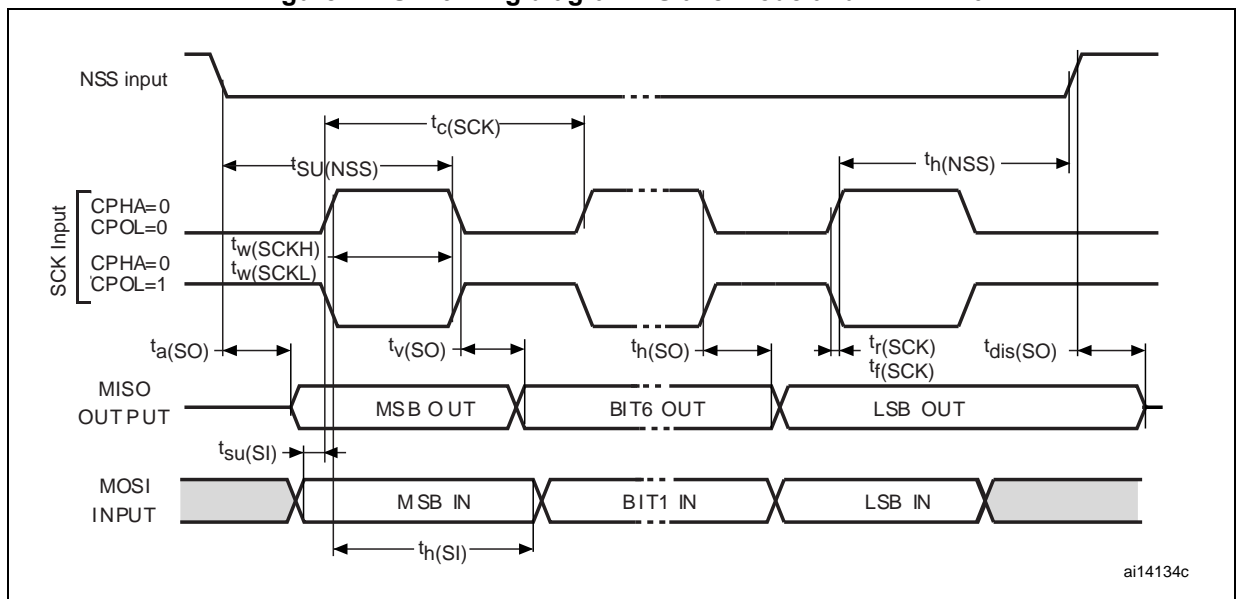 NSS input
tc(SCK)
tSU(NSS)
th(NSS)
SCK Input
CPHA=0
CPOL=0
tw(SCKH)
CPHA=0
tw(SCKL)
CPOL=1
ta(SO)
tv(SO)
th(SO)
tr(SCK)
tf(SCK)
tdis(SO)
MISO
OUTPUT
MSB OUT
BIT6 OUT
LSB OUT
tsu(SI)
MOSI
INPUT
MSB IN
BIT1 IN
LSB IN
th(SI)
ai14134c